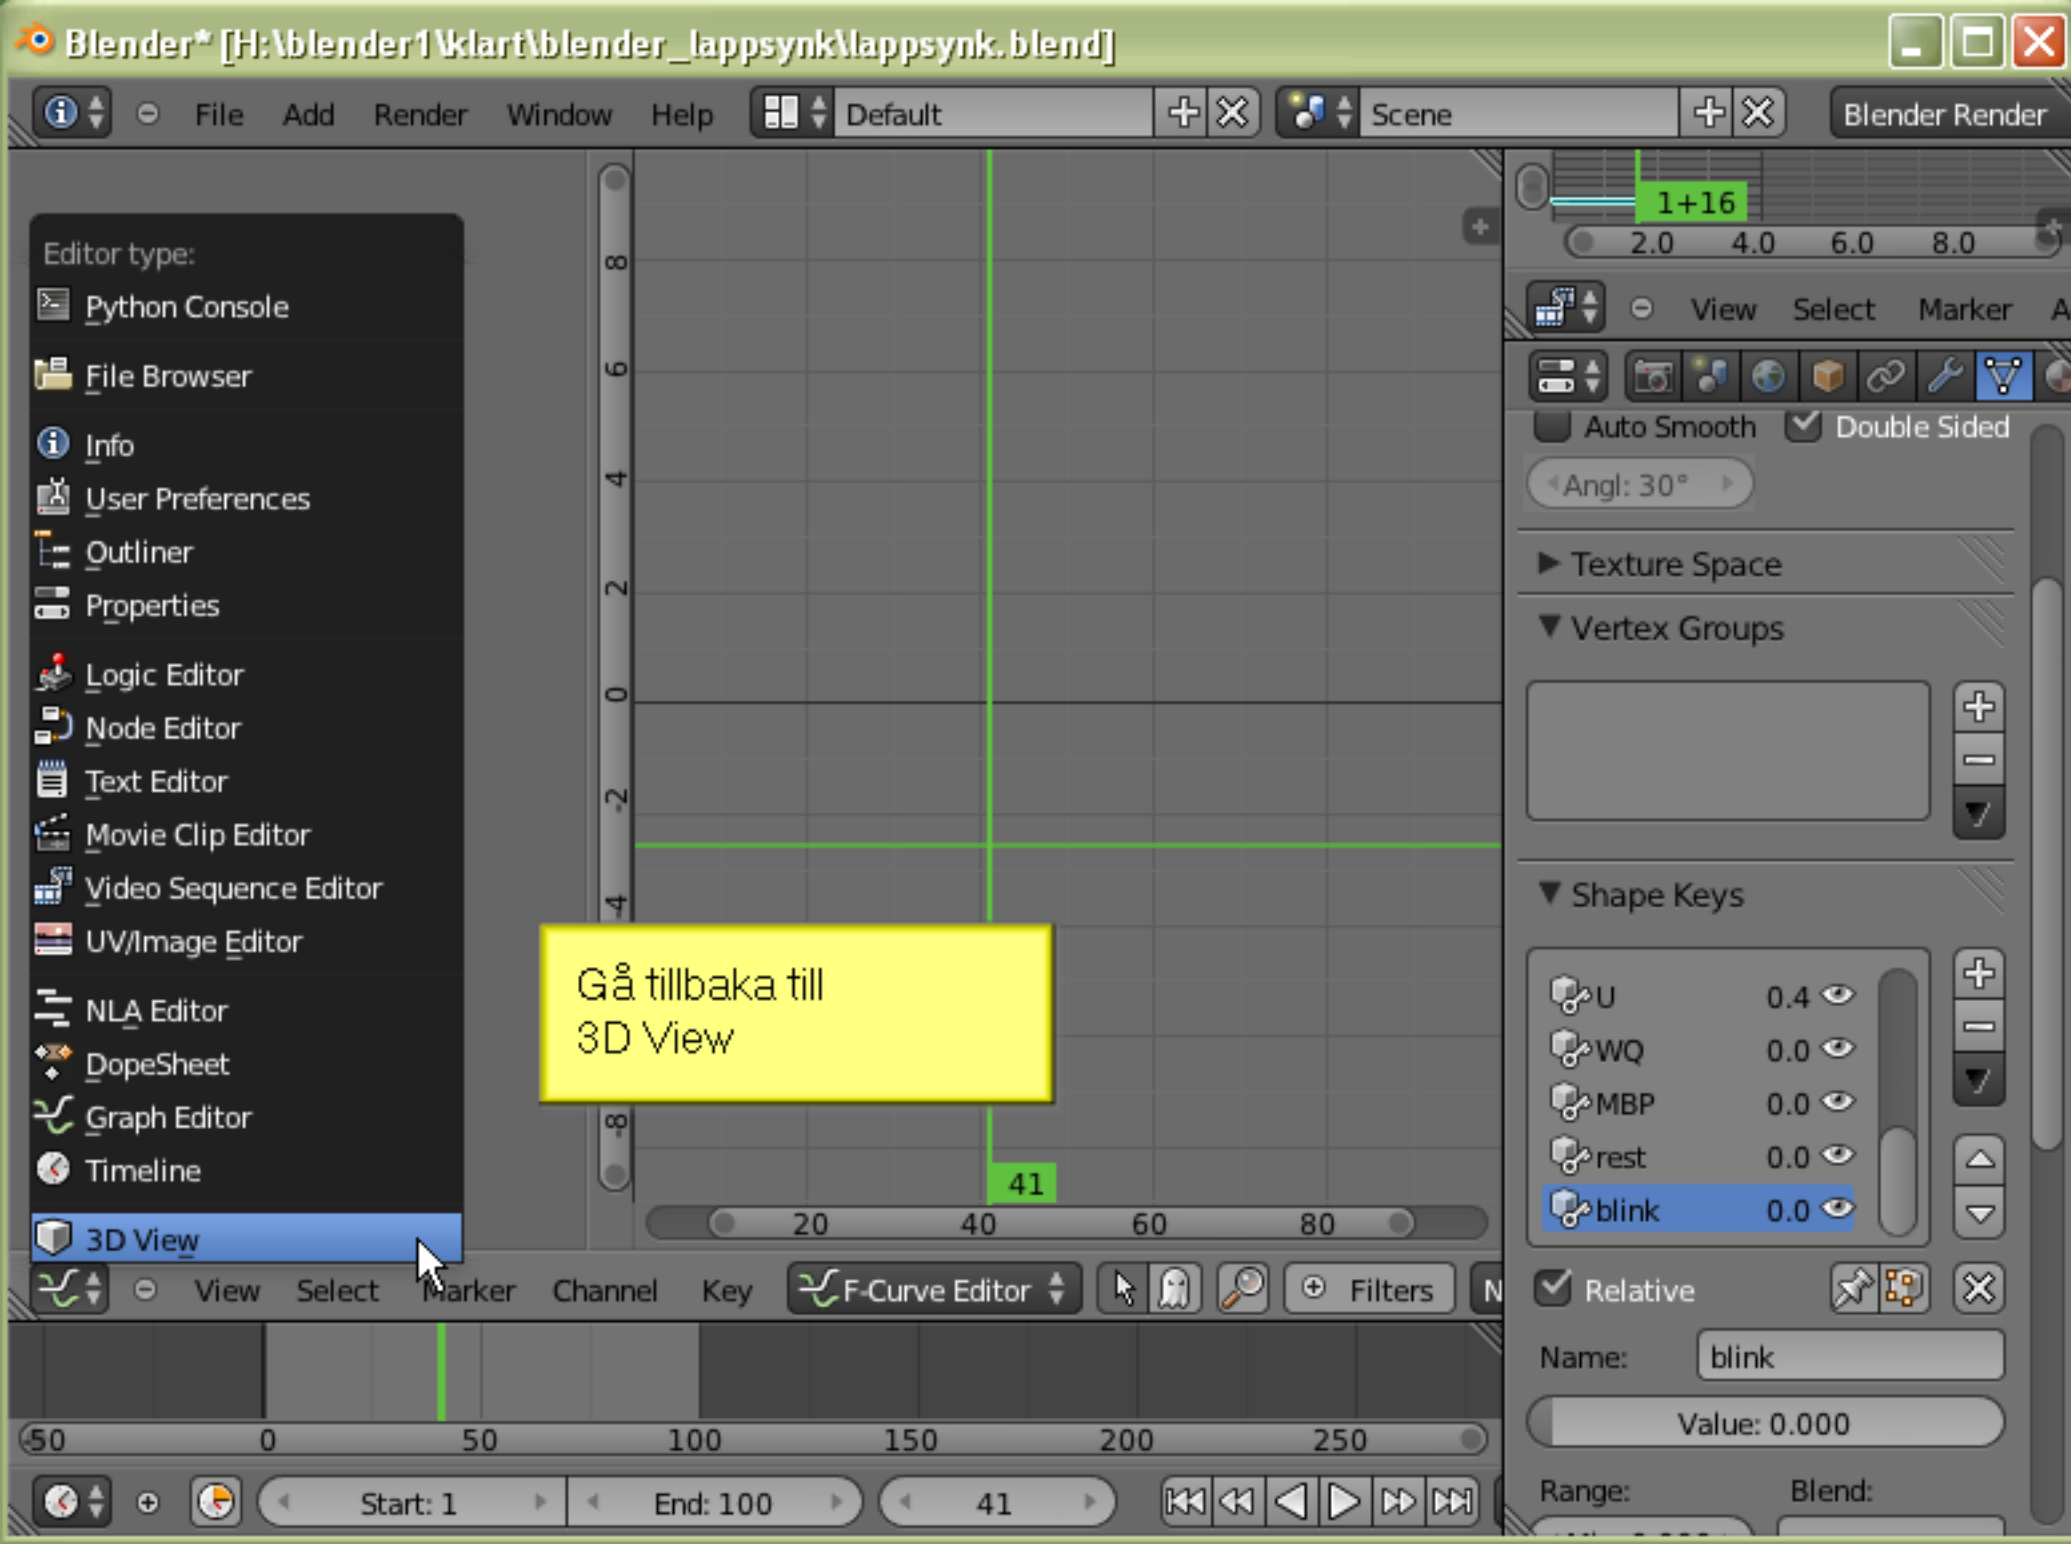 Blender* [H:\blender1\klart\blender_lappsynk\lappsynk.blend]
File Add Render Window Help Default Scene Blender Render
Editor type:
Python Console
File Browser
Info
User Preferences
Outliner
Properties
Logic Editor
Node Editor
Text Editor
Movie Clip Editor
Video Sequence Editor
UV/Image Editor
NLA Editor
DopeSheet
Graph Editor
Timeline
3D View
8
6
4
2
0
-2
-4
-8
Gå tillbaka till
3D View
41
20 40 60 80
View Select Marker Channel Key F-Curve Editor Filters N
-50 0 50 100 150 200 250
Start: 1 End: 100 41
1+16
2.0 4.0 6.0 8.0
View Select Marker A
Auto Smooth Double Sided
Angl: 30°
Texture Space
Vertex Groups
Shape Keys
U 0.4
WQ 0.0
MBP 0.0
rest 0.0
blink 0.0
Relative
Name: blink
Value: 0.000
Range: Blend: